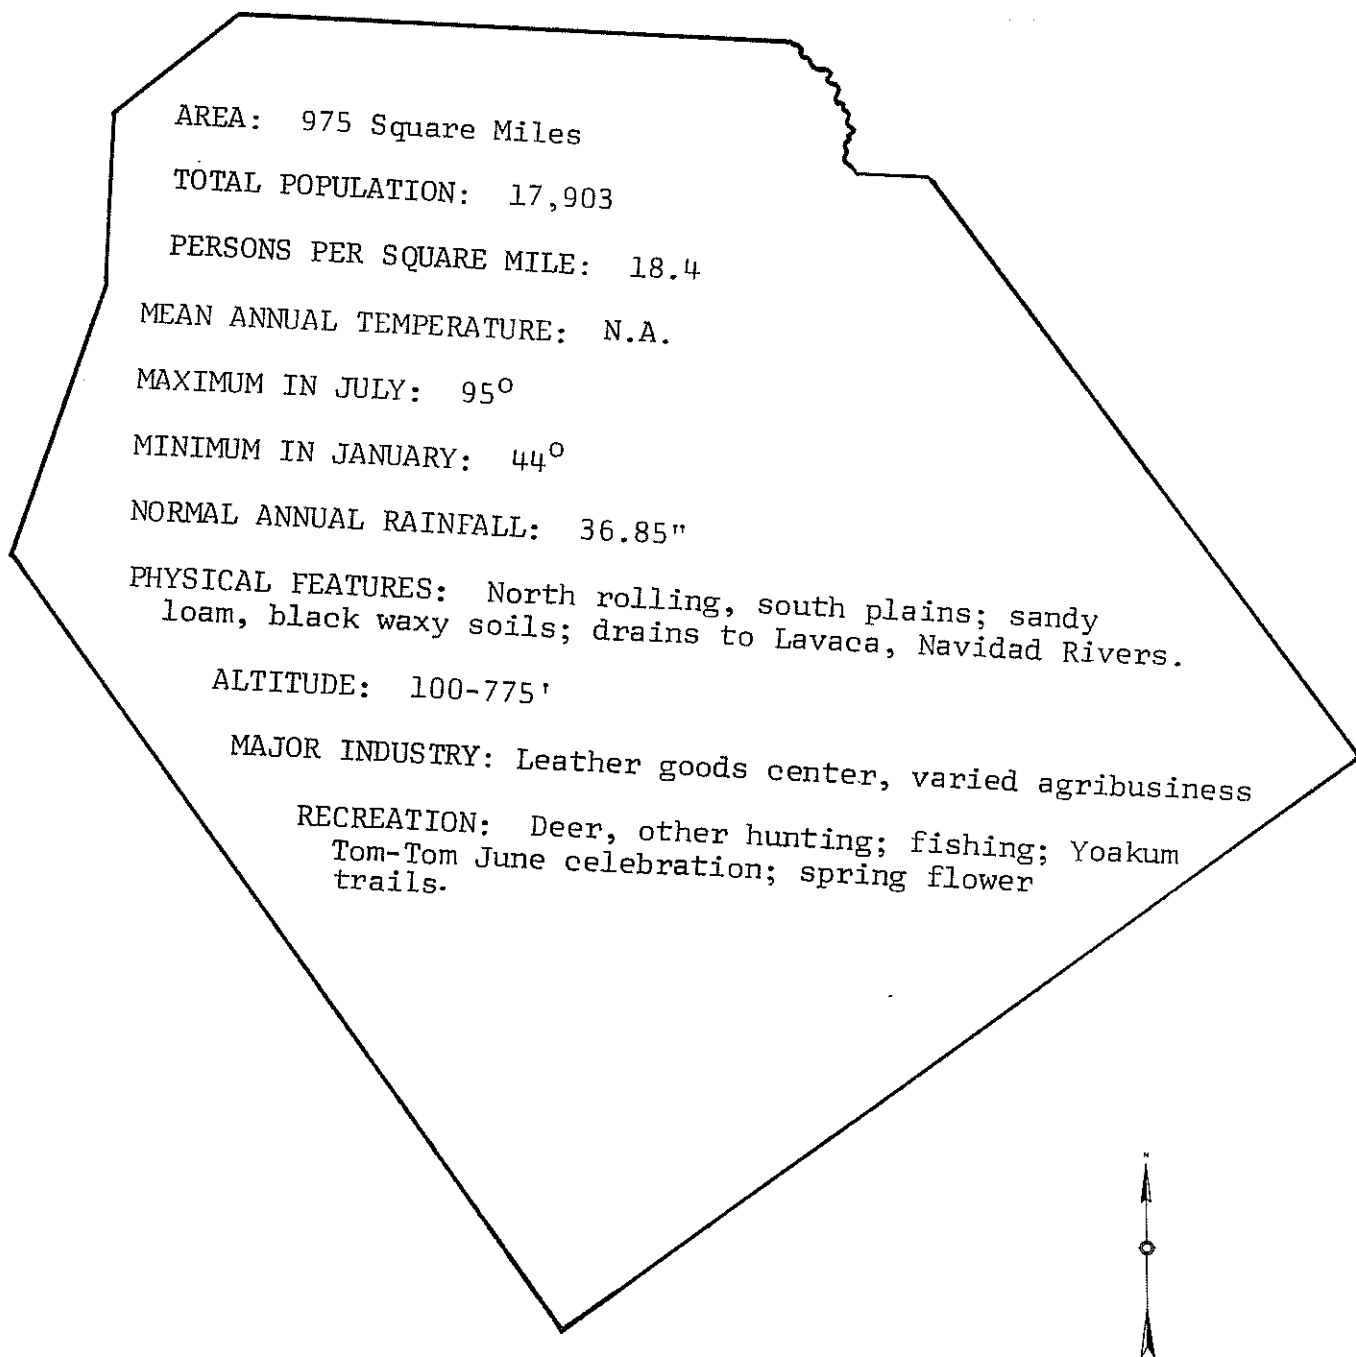 AREA: 975 Square Miles
TOTAL POPULATION: 17,903
PERSONS PER SQUARE MILE: 18.4
MEAN ANNUAL TEMPERATURE: N.A.
MAXIMUM IN JULY: 95°
MINIMUM IN JANUARY: 44°
NORMAL ANNUAL RAINFALL: 36.85"
PHYSICAL FEATURES: North rolling, south plains; sandy
loam, black waxy soils; drains to Lavaca, Navidad Rivers.
ALTITUDE: 100-775'
MAJOR INDUSTRY: Leather goods center, varied agribusiness
RECREATION: Deer, other hunting; fishing; Yoakum
Tom-Tom June celebration; spring flower
trails.
N